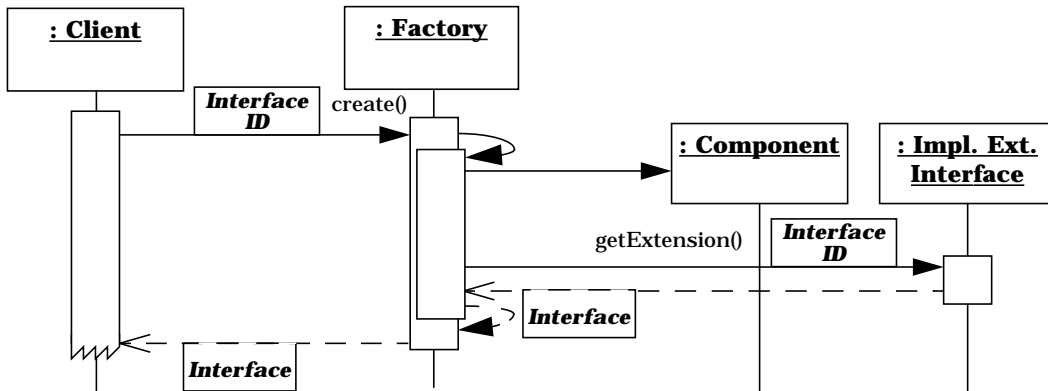 : Client
: Factory
Interface
ID
create()
: Component
: Impl. Ext.
Interface
getExtension()
Interface
ID
Interface
Interface